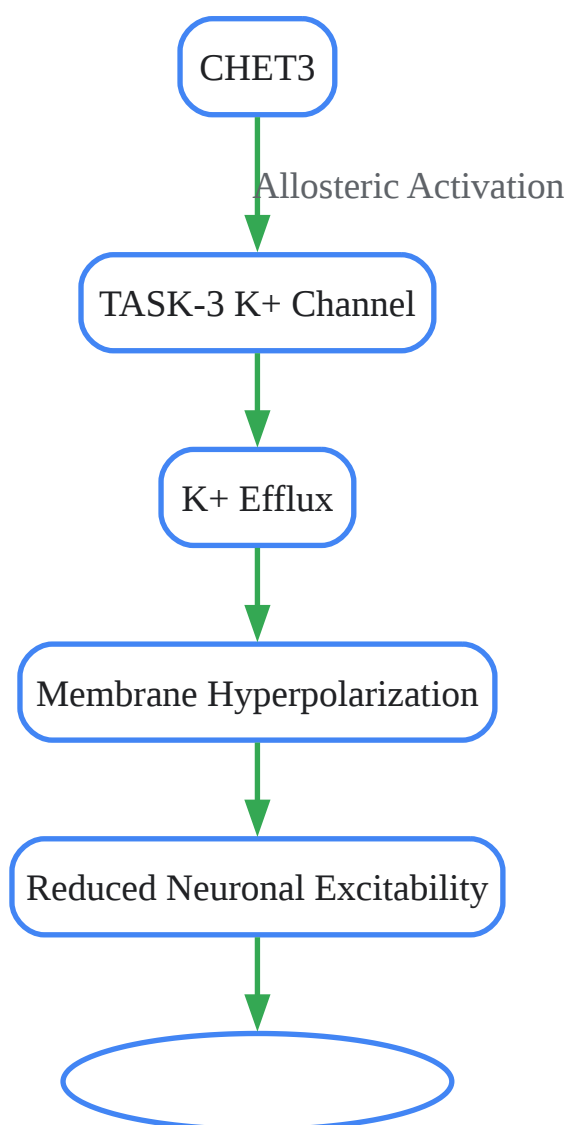 CHET3
Allosteric Activation
TASK-3 K+ Channel
K+ Efflux
Membrane Hyperpolarization
Reduced Neuronal Excitability